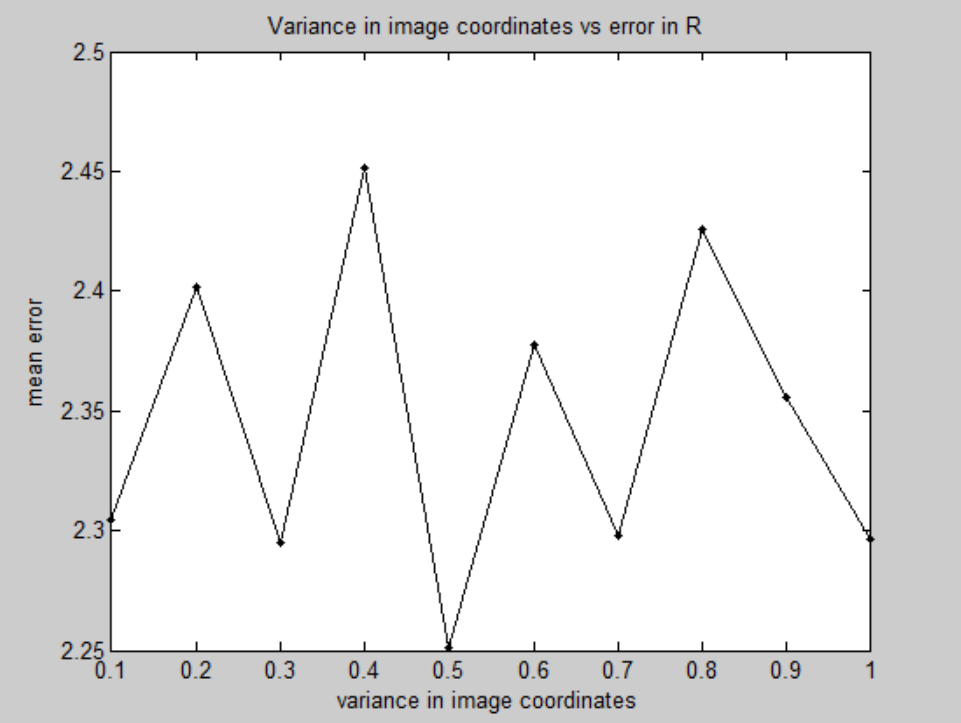 Variance in image coordinates vs error in R
2.5
2.45
2.4
2.35
2.3
2.25
mean error
0.1 0.2 0.3 0.4 0.5 0.6 0.7 0.8 0.9 1
variance in image coordinates